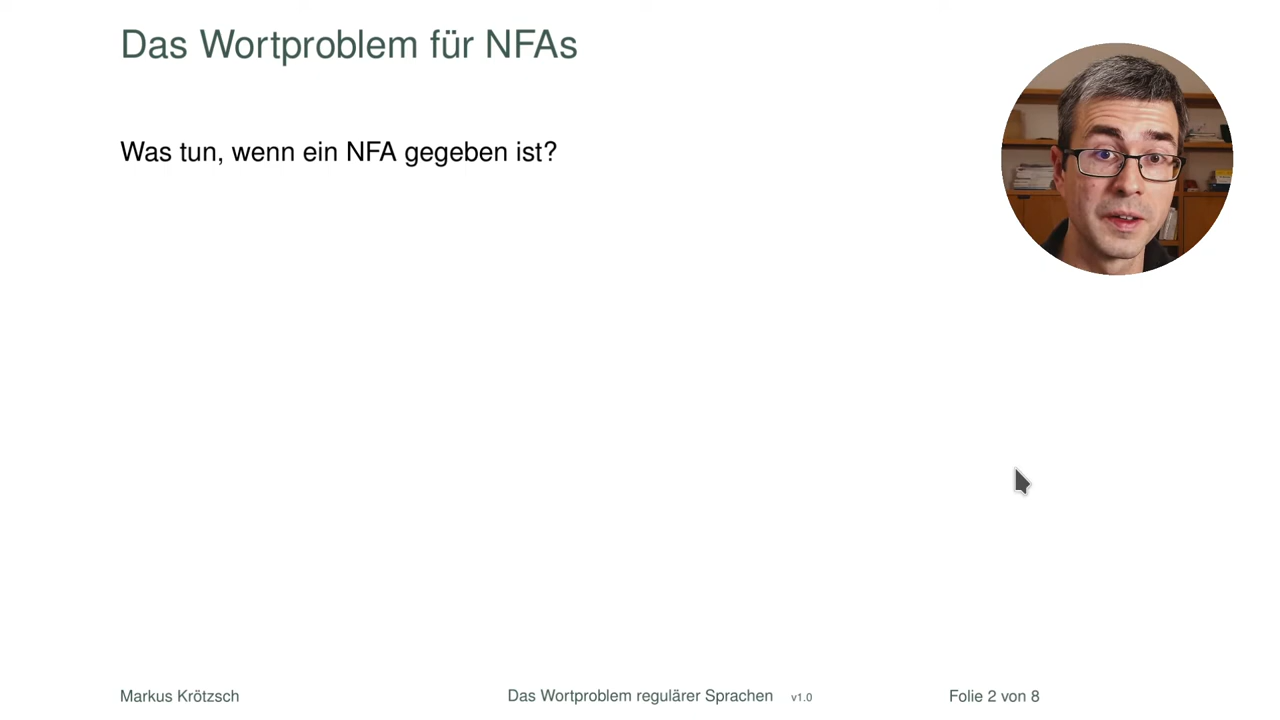 Das Wortproblem für NFAs
Was tun, wenn ein NFA gegeben ist?
Markus Krötzsch
Das Wortproblem regulärer Sprachen v1.0
Folie 2 von 8